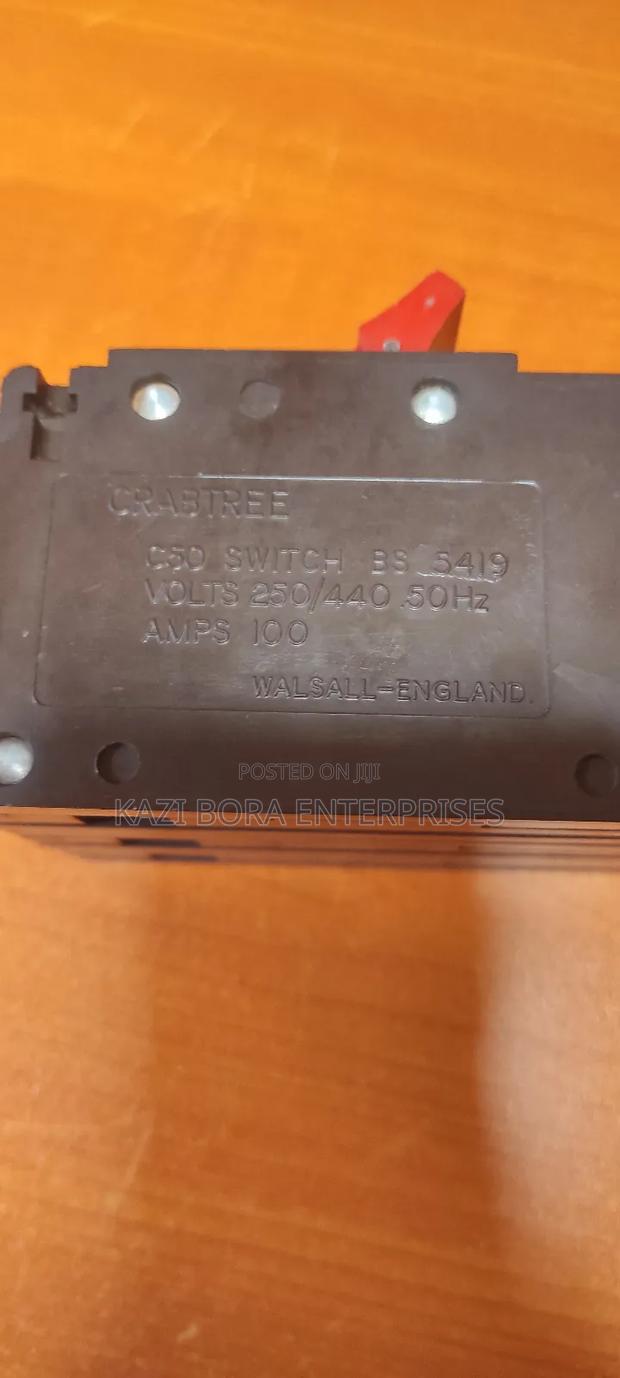 CRABTREE
C50 SWITCH BS 5419
VOLTS 250/440 50Hz
AMPS 100
WALSALL-ENGLAND.
POSTED ON JIJI
KAZI BORA ENTERPRISES